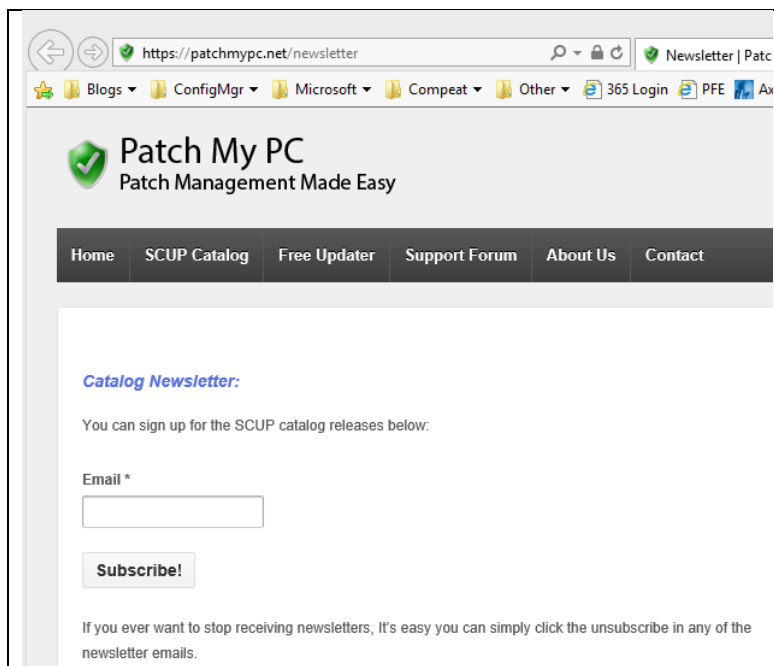 https://patchmypc.net/newsletter
Newsletter | Patc
Blogs
ConfigMgr
Microsoft
Compeat
Other
365 Login
PFE
Ax
Patch My PC
Patch Management Made Easy
Home
SCUP Catalog
Free Updater
Support Forum
About Us
Contact
Catalog Newsletter:
You can sign up for the SCUP catalog releases below:
Email *
Subscribe!
If you ever want to stop receiving newsletters, It's easy you can simply click the unsubscribe in any of the
newsletter emails.